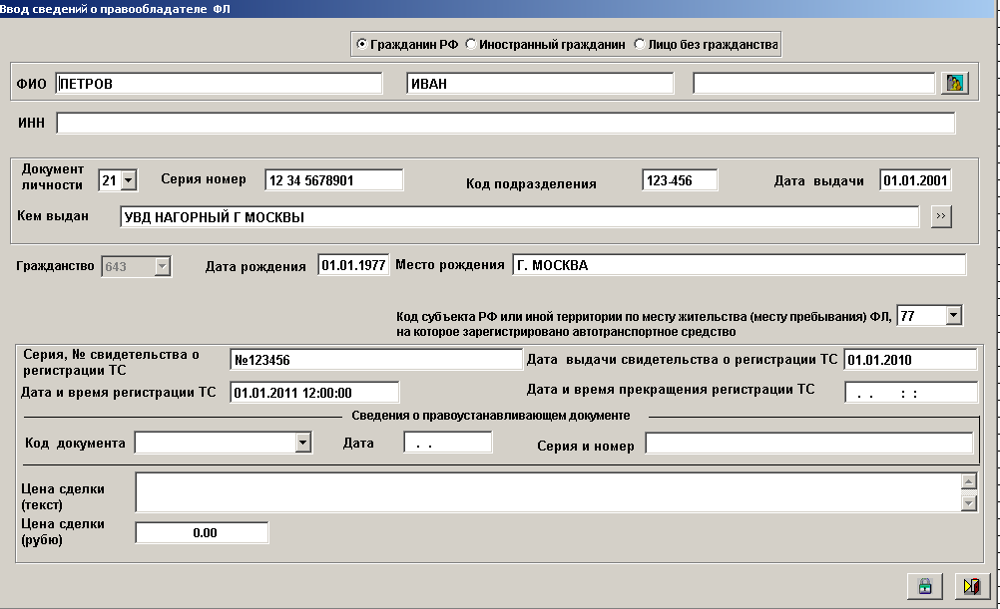 Ввод сведений о правообладателе ФЛ
Гражданин РФ Иностранный гражданин Лицо без гражданства
ФИО ПЕТРОВ ИВАН
ИНН
Документ личности 21 Серия номер 12 34 5678901 Код подразделения 123-456 Дата выдачи 01.01.2001
Кем выдан УВД НАГОРНЫЙ Г МОСКВЫ >>
Гражданство 643 Дата рождения 01.01.1977 Место рождения Г. МОСКВА
Код субъекта РФ или иной территории по месту жительства (месту пребывания) ФЛ, 77
на которое зарегистрировано автотранспортное средство
Серия, № свидетельства о
регистрации ТС №123456 Дата выдачи свидетельства о регистрации ТС 01.01.2010
Дата и время регистрации ТС 01.01.2011 12:00:00 Дата и время прекращения регистрации ТС . . : :
Сведения о правоустанавливающем документе
Код документа Дата . . Серия и номер
Цена сделки
(текст)
Цена сделки
(рубю) 0.00